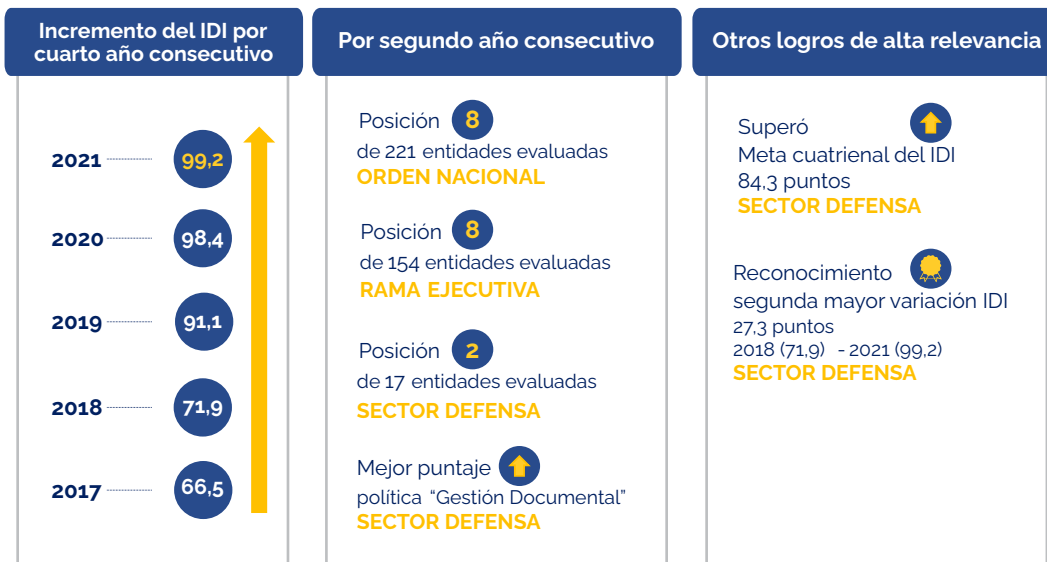 Incremento del IDI por
cuarto año consecutivo
2021 99,2
2020 98,4
2019 91,1
2018 71,9
2017 66,5
Por segundo año consecutivo
Posición 8
de 221 entidades evaluadas
ORDEN NACIONAL
Posición 8
de 154 entidades evaluadas
RAMA EJECUTIVA
Posición 2
de 17 entidades evaluadas
SECTOR DEFENSA
Mejor puntaje
política “Gestión Documental”
SECTOR DEFENSA
Otros logros de alta relevancia
Superó
Meta cuatrienal del IDI
84,3 puntos
SECTOR DEFENSA
Reconocimiento
segunda mayor variación IDI
27,3 puntos
2018 (71,9) - 2021 (99,2)
SECTOR DEFENSA